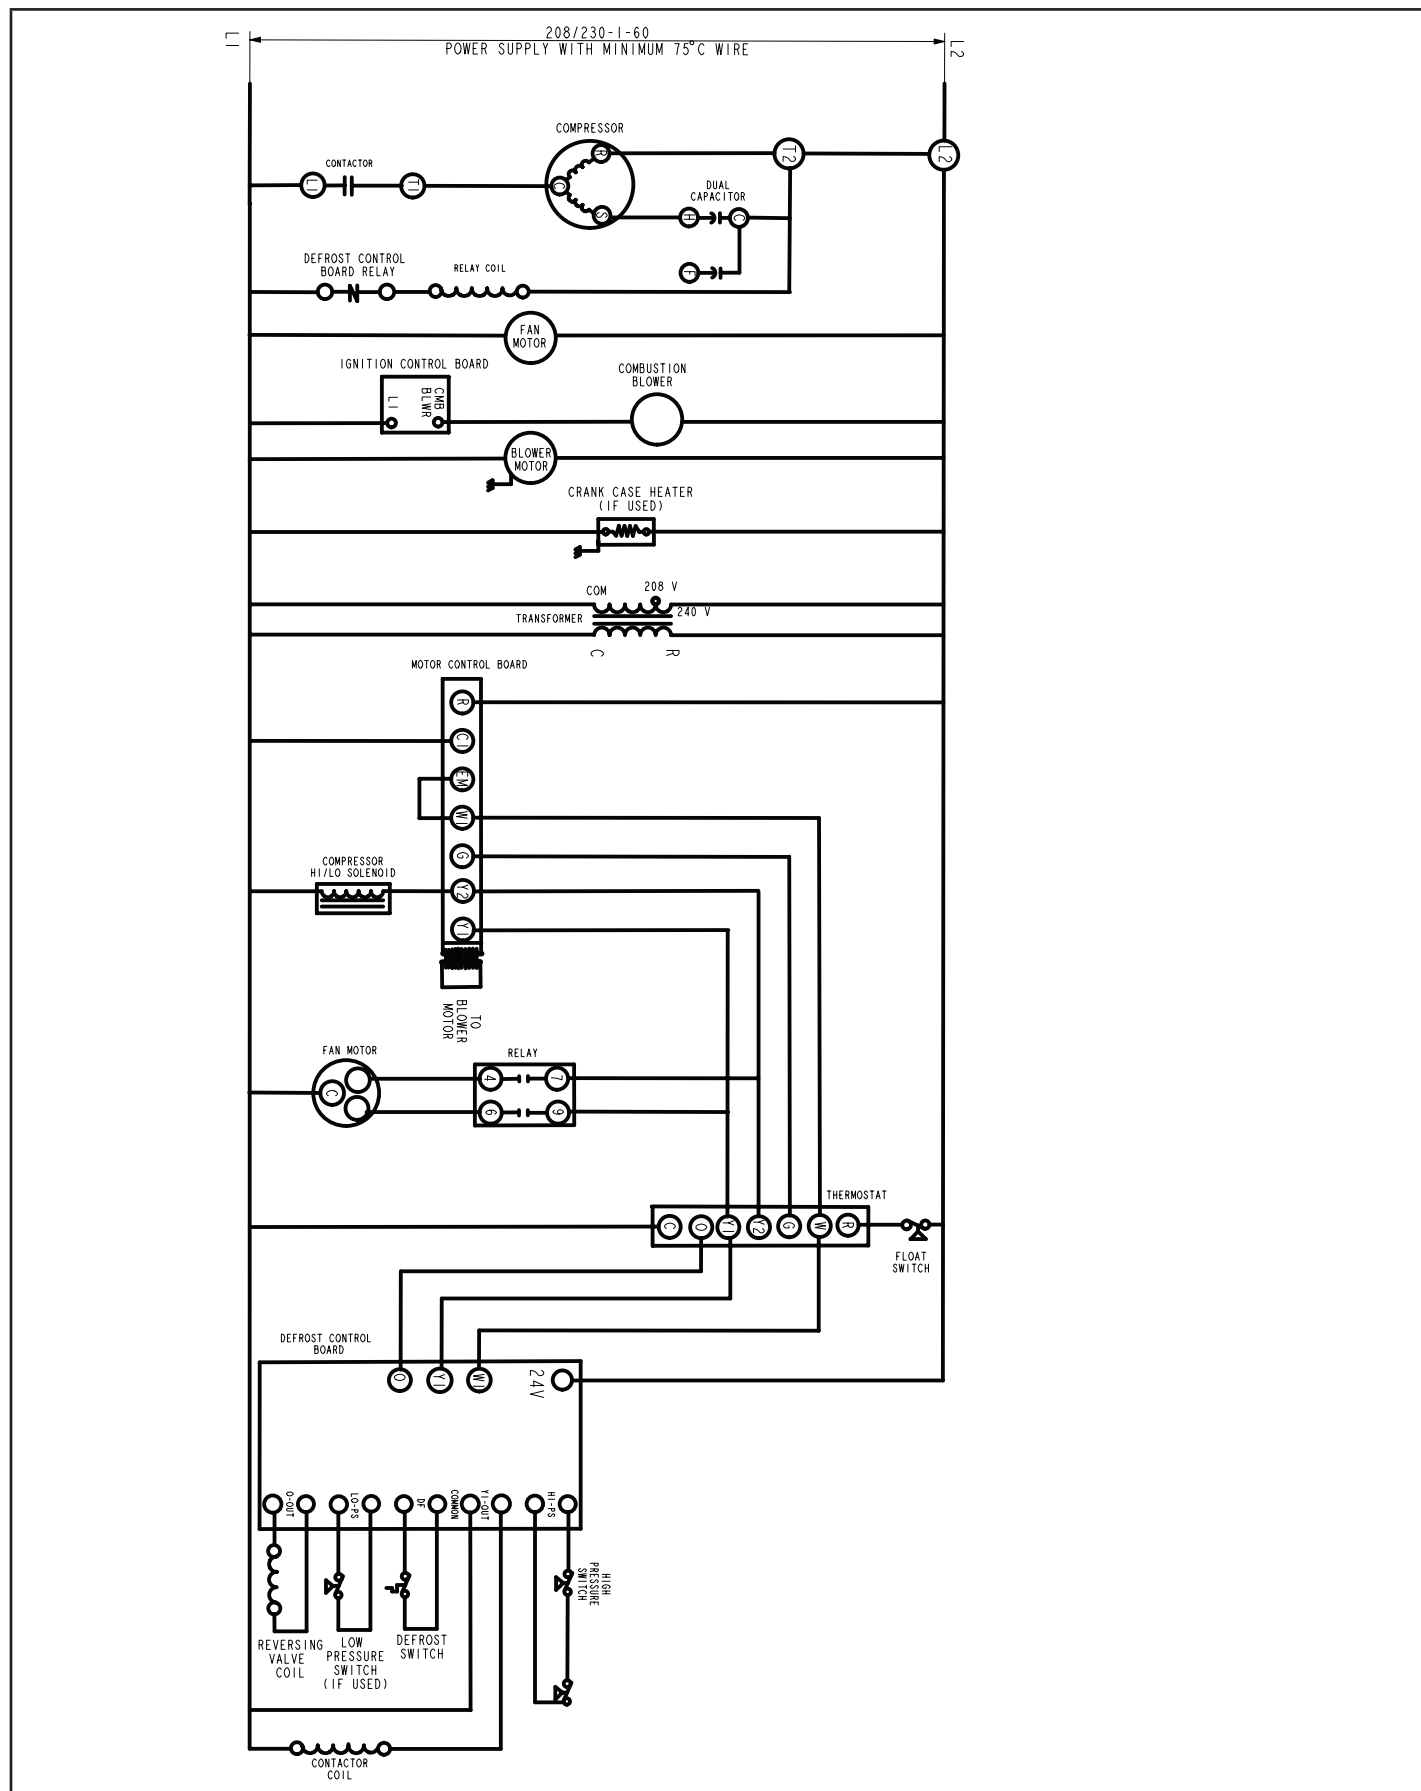 208/230-1-60
L1
L2
POWER SUPPLY WITH MINIMUM 75°C WIRE
COMPRESSOR
R
T2
L2
CONTACTOR
L1
T1
C
DUAL
CAPACITOR
S
H
C
DEFROST CONTROL
BOARD RELAY
RELAY COIL
F
FAN
MOTOR
IGNITION CONTROL BOARD
COMBUSTION
BLOWER
L1
CMB
BLWR
BLOWER
MOTOR
CRANK CASE HEATER
(IF USED)
COM
208 V
240 V
TRANSFORMER
C
R
MOTOR CONTROL BOARD
R
C1
EM
W1
G
COMPRESSOR
HI/LO SOLENOID
Y2
Y1
TO
BLOWER
MOTOR
FAN MOTOR
RELAY
4
7
C
6
9
THERMOSTAT
C
O
Y1
Y2
G
W
R
FLOAT
SWITCH
DEFROST CONTROL
BOARD
O
Y1
W1
24V
O-OUT
LO-PS
DF
COMMON
Y1-OUT
HI-PS
HIGH
PRESSURE
SWITCH
REVERSING
VALVE
COIL
LOW
PRESSURE
SWITCH
(IF USED)
DEFROST
SWITCH
CONTACTOR
COIL